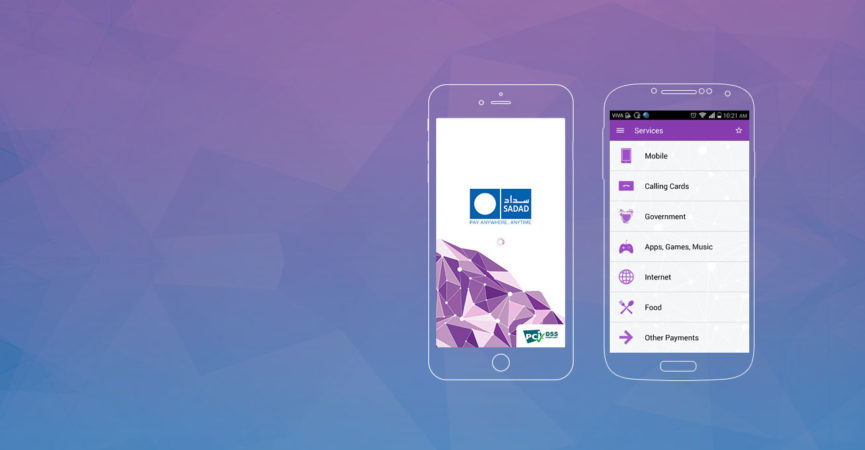 سداد
SADAD
PAY ANYWHERE, ANYTIME
PCI DSS
VIVA
10:21 AM
Services
Mobile
Calling Cards
Government
Apps, Games, Music
Internet
Food
Other Payments